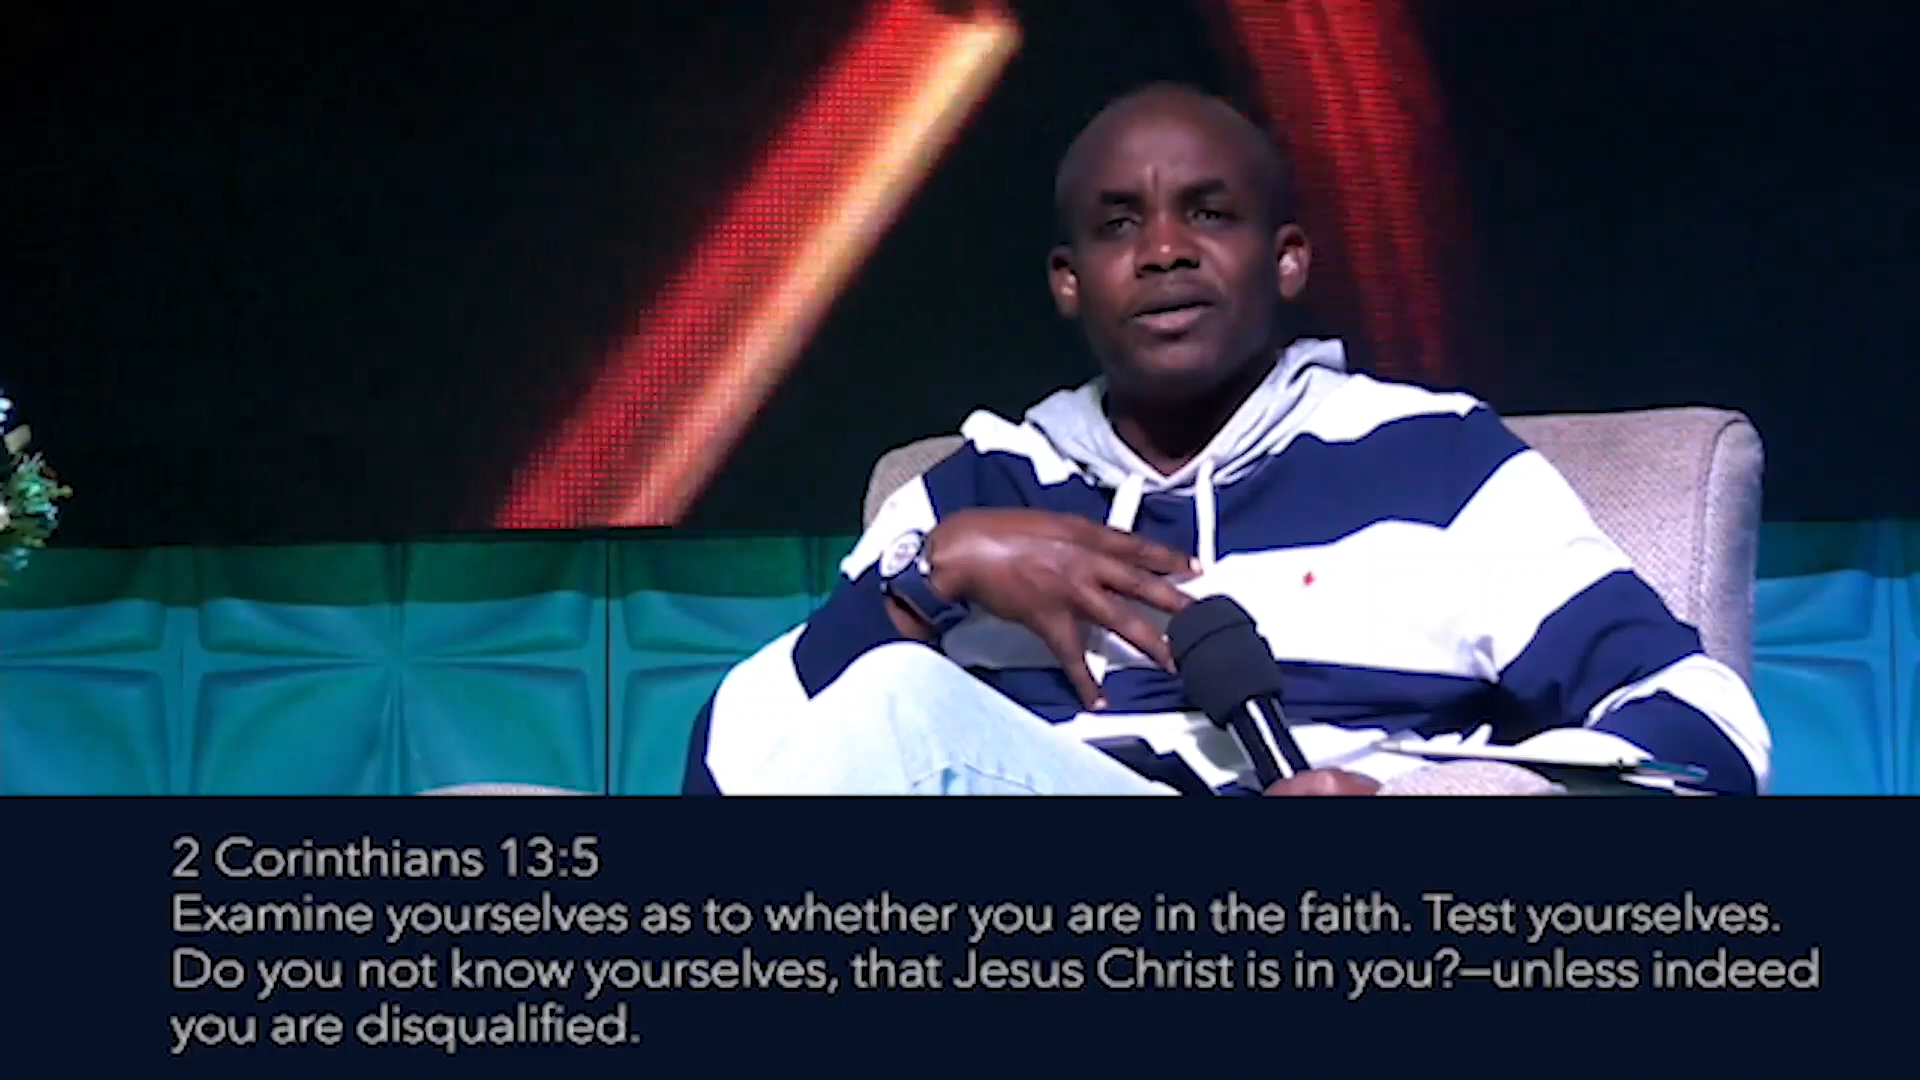 2 Corinthians 13:5
Examine yourselves as to whether you are in the faith. Test yourselves.
Do you not know yourselves, that Jesus Christ is in you?–unless indeed
you are disqualified.